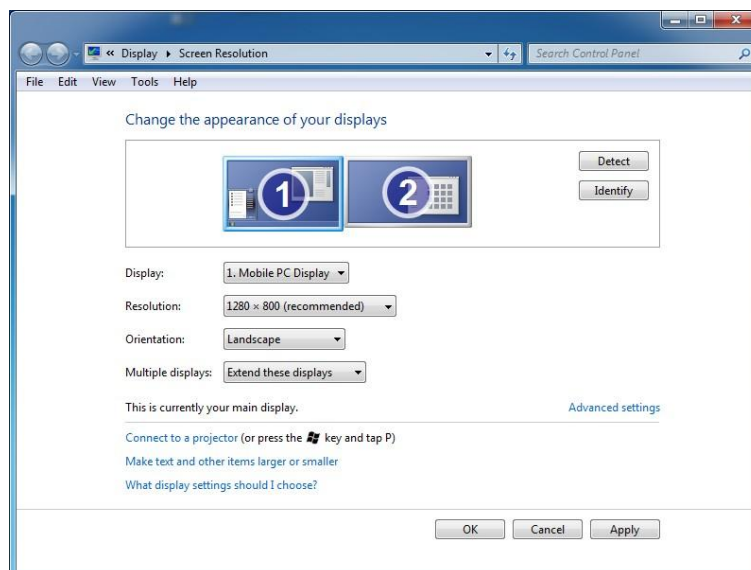 « Display ▸ Screen Resolution
Search Control Panel
File Edit View Tools Help
Change the appearance of your displays
1 2
Detect
Identify
Display: 1. Mobile PC Display
Resolution: 1280 × 800 (recommended)
Orientation: Landscape
Multiple displays: Extend these displays
This is currently your main display. Advanced settings
Connect to a projector (or press the key and tap P)
Make text and other items larger or smaller
What display settings should I choose?
OK Cancel Apply